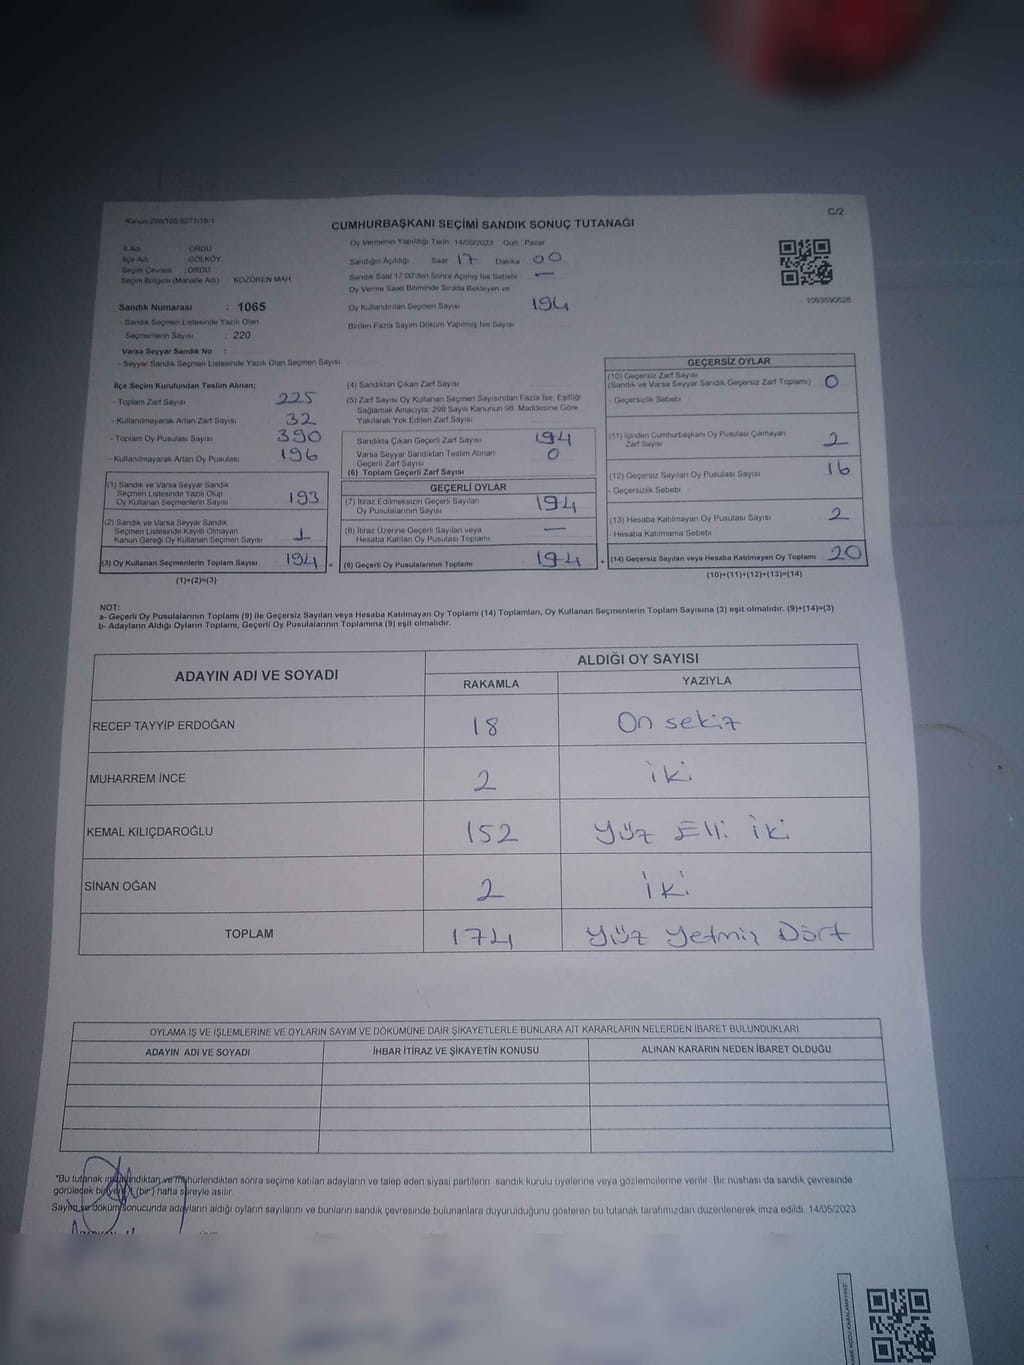 Kanun 298/105,6271/18/1
C/2
CUMHURBAŞKANI SEÇİMİ SANDIK SONUÇ TUTANAĞI
İl Adı : ORDU
İlçe Adı : GÖLKÖY
Seçim Çevresi : ORDU
Seçim Bölgesi (Mahalle Adı) KOZÖREN MAH
Sandık Numarası : 1065
- Sandık Seçmen Listesinde Yazılı Olan
Seçmenlerin Sayısı : 220
Varsa Seyyar Sandık No :
- Seyyar Sandık Seçmen Listesinde Yazılı Olan Seçmen Sayısı
Oy Vermenin Yapıldığı Tarih 14/05/2023 Gün Pazar
Sandığın Açıldığı Saat 17 Dakika 00
Sandık Saat 17.00'den Sonra Açılmış İse Sebebi : —
Oy Verme Saati Bitiminde Sırada Bekleyen ve
Oy Kullandırılan Seçmen Sayısı 194
Birden Fazla Sayım Döküm Yapılmış İse Sayısı
1093590628
İlçe Seçim Kurulundan Teslim Alınan;
- Toplam Zarf Sayısı 225
- Kullanılmayarak Artan Zarf Sayısı 32
- Toplam Oy Pusulası Sayısı 390
- Kullanılmayarak Artan Oy Pusulası 196
(1) Sandık ve Varsa Seyyar Sandık
Seçmen Listesinde Yazılı Olup
Oy Kullanan Seçmenlerin Sayısı 193
(2) Sandık ve Varsa Seyyar Sandık
Seçmen Listesinde Kayıtlı Olmayan
Kanun Gereği Oy Kullanan Seçmen Sayısı 1
(3) Oy Kullanan Seçmenlerin Toplam Sayısı 194 =
(1)+(2)=(3)
(4) Sandıktan Çıkan Zarf Sayısı
(5) Zarf Sayısı Oy Kullanan Seçmen Sayısından Fazla İse, Eşitliği
Sağlamak Amacıyla, 298 Sayılı Kanunun 98. Maddesine Göre
Yakılarak Yok Edilen Zarf Sayısı
Sandıkta Çıkan Geçerli Zarf Sayısı 194
Varsa Seyyar Sandıktan Teslim Alınan
Geçerli Zarf Sayısı 0
(6) Toplam Geçerli Zarf Sayısı
GEÇERLİ OYLAR
(7) İtiraz Edilmeksizin Geçerli Sayılan
Oy Pusulalarının Sayısı 194
(8) İtiraz Üzerine Geçerli Sayılan veya
Hesaba Katılan Oy Pusulası Toplamı —
(9) Geçerli Oy Pusulalarının Toplamı 194 +
GEÇERSİZ OYLAR
(10) Geçersiz Zarf Sayısı
(Sandık ve Varsa Seyyar Sandık Geçersiz Zarf Toplamı) 0
- Geçersizlik Sebebi
(11) İçinden Cumhurbaşkanı Oy Pusulası Çıkmayan
Zarf Sayısı 2
(12) Geçersiz Sayılan Oy Pusulası Sayısı 16
- Geçersizlik Sebebi
(13) Hesaba Katılmayan Oy Pusulası Sayısı 2
- Hesaba Katılmama Sebebi
(14) Geçersiz Sayılan veya Hesaba Katılmayan Oy Toplamı 20
(10)+(11)+(12)+(13)=(14)
NOT:
a- Geçerli Oy Pusulalarının Toplamı (9) ile Geçersiz Sayılan veya Hesaba Katılmayan Oy Toplamı (14) Toplamları, Oy Kullanan Seçmenlerin Toplam Sayısına (3) eşit olmalıdır. (9)+(14)=(3)
b- Adayların Aldığı Oyların Toplamı, Geçerli Oy Pusulalarının Toplamına (9) eşit olmalıdır.
ADAYIN ADI VE SOYADI
ALDIĞI OY SAYISI
RAKAMLA YAZIYLA
RECEP TAYYİP ERDOĞAN 18 On sekiz
MUHARREM İNCE 2 iki
KEMAL KILIÇDAROĞLU 152 Yüz Elli iki
SİNAN OĞAN 2 iki
TOPLAM 174 Yüz Yetmiş Dört
OYLAMA İŞ VE İŞLEMLERİNE VE OYLARIN SAYIM VE DÖKÜMÜNE DAİR ŞİKAYETLERLE BUNLARA AİT KARARLARIN NELERDEN İBARET BULUNDUKLARI
ADAYIN ADI VE SOYADI İHBAR İTİRAZ VE ŞİKAYETİN KONUSU ALINAN KARARIN NEDEN İBARET OLDUĞU
*Bu tutanak imzalandıktan ve mühürlendikten sonra seçime katılan adayların ve talep eden siyasi partilerin sandık kurulu üyelerine veya gözlemcilerine verilir. Bir nüshası da sandık çevresinde
görülecek bir yere 1 (bir) hafta süreyle asılır.
Sayım ve döküm sonucunda adayların aldığı oyların sayılarını ve bunların sandık çevresinde bulunanlara duyurulduğunu gösteren bu tutanak tarafımızdan düzenlenerek imza edildi. 14/05/2023